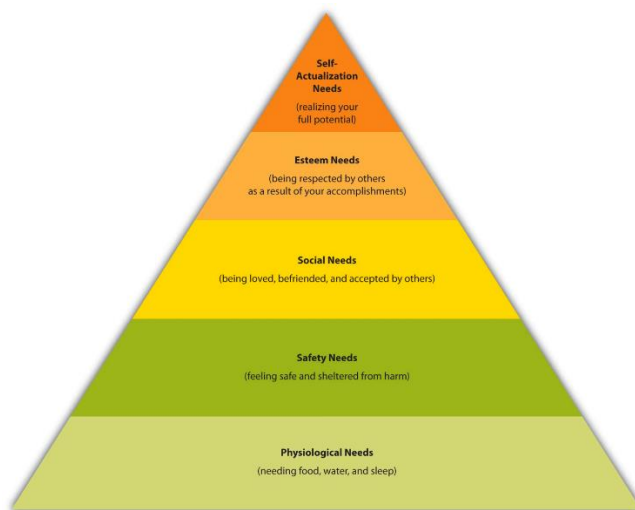 Self-
Actualization
Needs
(realizing your
full potential)
Esteem Needs
(being respected by others
as a result of your accomplishments)
Social Needs
(being loved, befriended, and accepted by others)
Safety Needs
(feeling safe and sheltered from harm)
Physiological Needs
(needing food, water, and sleep)